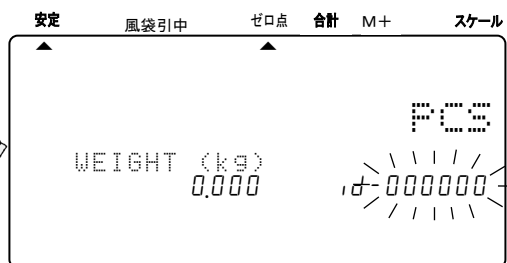 安定 風袋引中 ゼロ点 合計 M+ スケール
PCS
WEIGHT (kg)
0.000 id-000000